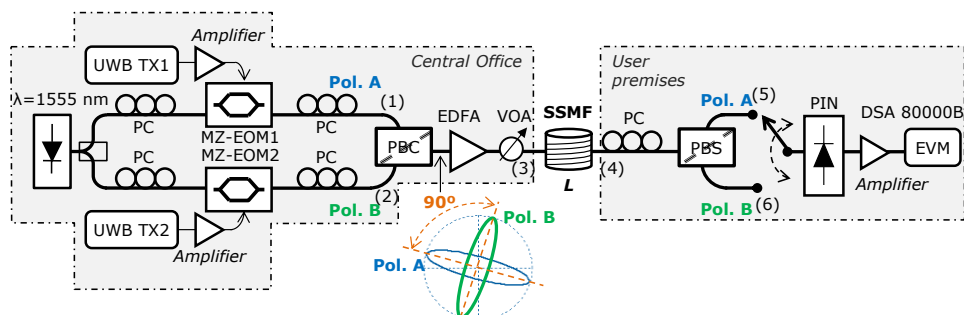 Amplifier
UWB TX1
Central Office
User
premises
λ=1555 nm
PC
MZ-EOM1
Pol. A
PC
(1)
EDFA
VOA
SSMF
PC
Pol. A
(5)
PIN
DSA 80000B
PBC
(3)
L
(4)
PBS
EVM
PC
MZ-EOM2
PC
(2)
Amplifier
Pol. B
(6)
Pol. B
UWB TX2
Amplifier
90º
Pol. B
Pol. A